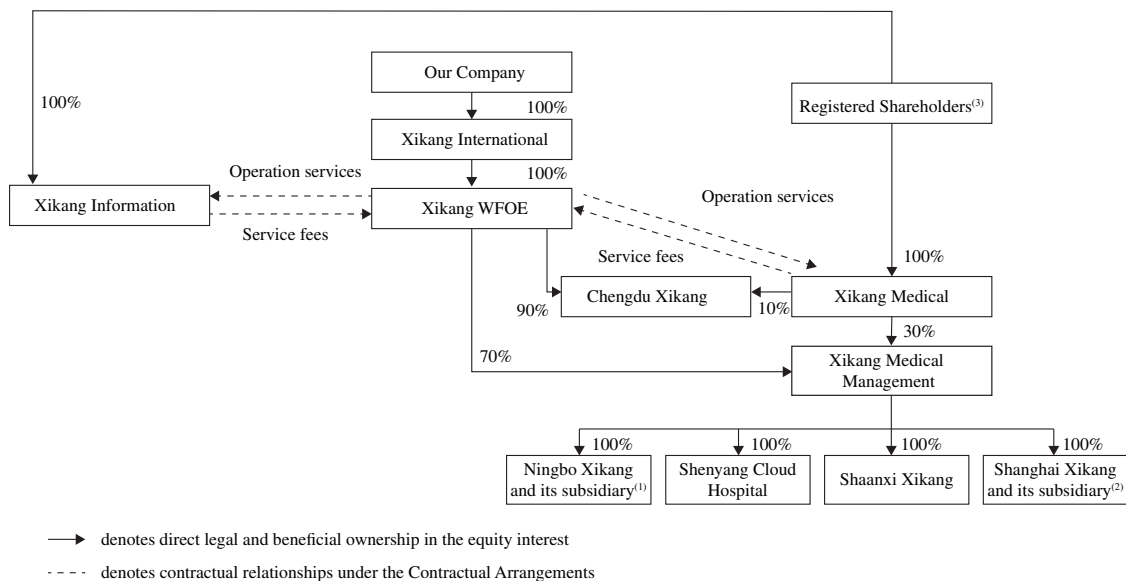 Our Company
Registered Shareholders(3)
100%
100%
Xikang International
Operation services
100%
Xikang Information
Xikang WFOE
Operation services
Service fees
Service fees
100%
Chengdu Xikang
Xikang Medical
90%
10%
30%
70%
Xikang Medical
Management
100%
100%
100%
100%
Ningbo Xikang
and its subsidiary(1)
Shenyang Cloud
Hospital
Shaanxi Xikang
Shanghai Xikang
and its subsidiary(2)
denotes direct legal and beneficial ownership in the equity interest
denotes contractual relationships under the Contractual Arrangements